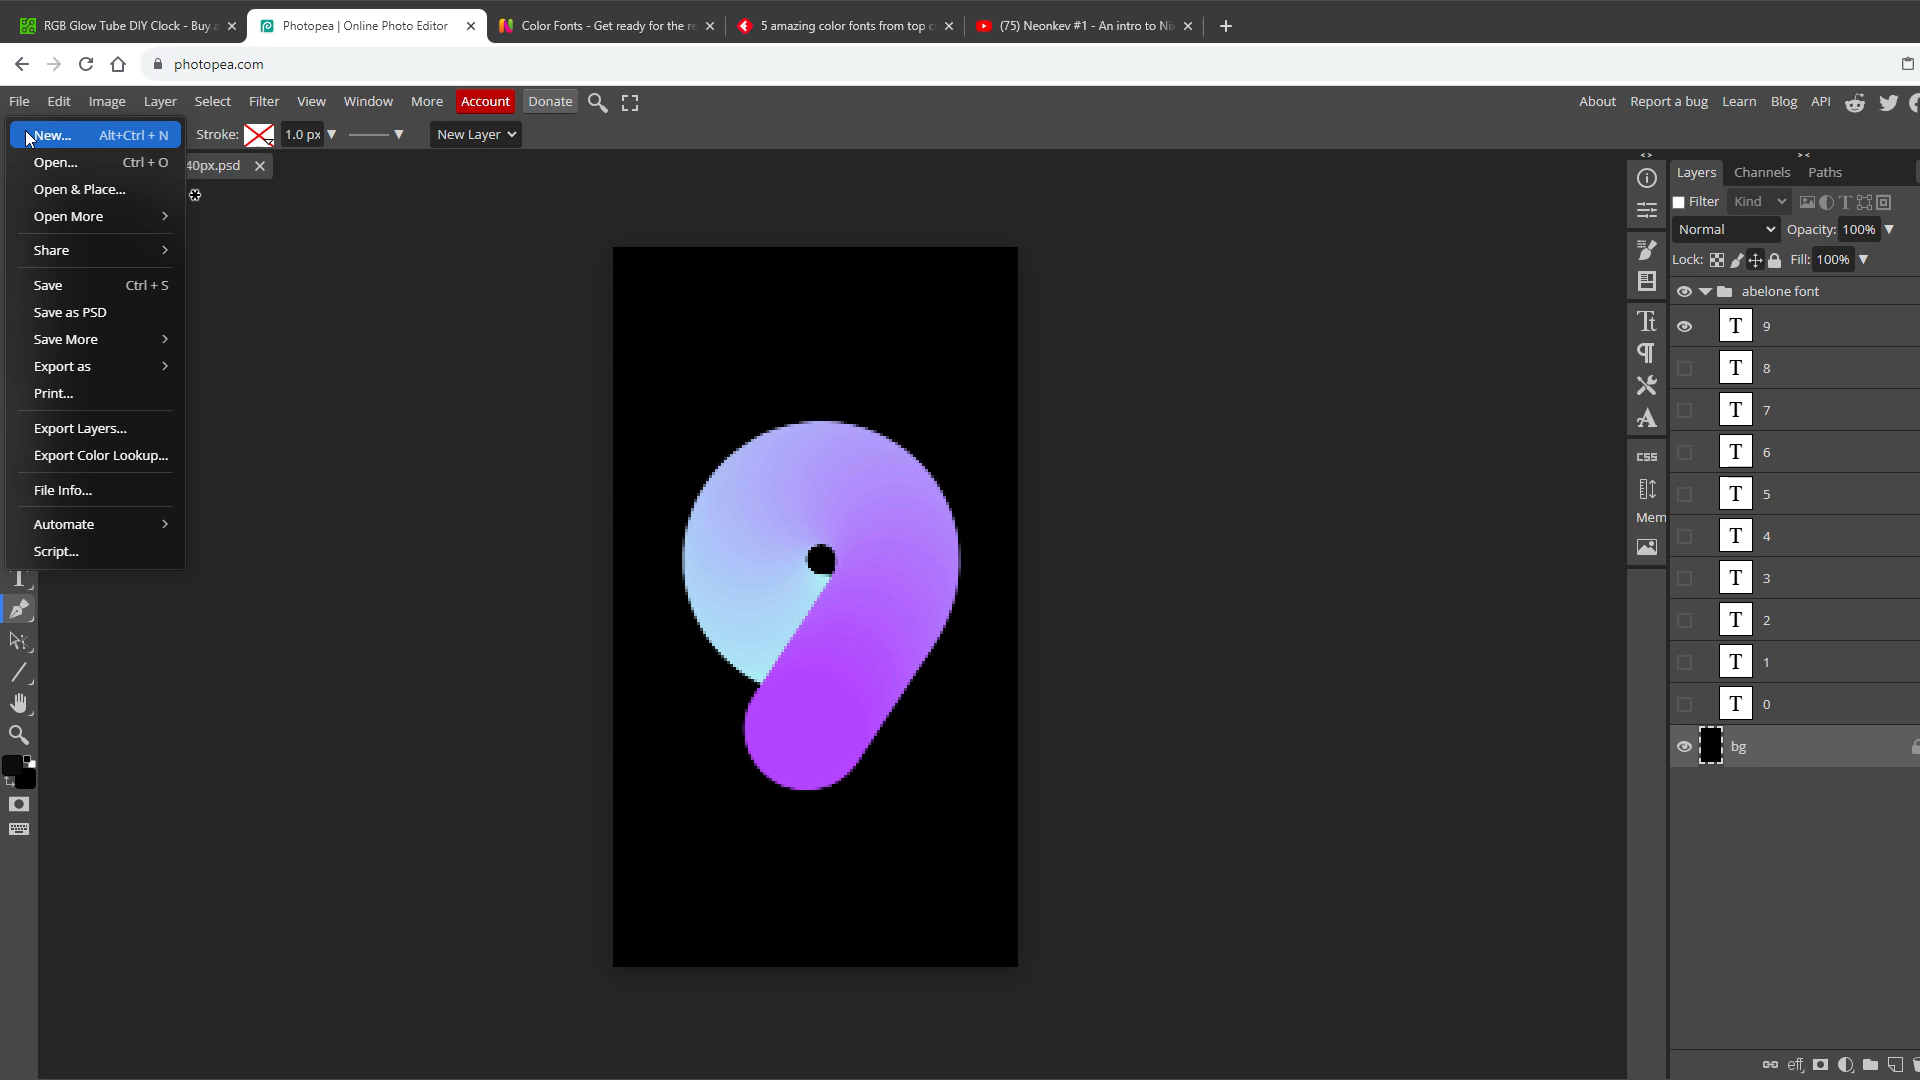 RGB Glow Tube DIY Clock - Buy a
Photopea | Online Photo Editor
Color Fonts - Get ready for the re
5 amazing color fonts from top c
(75) Neonkev #1 - An intro to Ni
photopea.com
File Edit Image Layer Select Filter View Window More Account Donate
About Report a bug Learn Blog API
Stroke: 1.0 px New Layer
40px.psd
New... Alt+Ctrl + N
Open... Ctrl + O
Open & Place...
Open More
Share
Save Ctrl + S
Save as PSD
Save More
Export as
Print...
Export Layers...
Export Color Lookup...
File Info...
Automate
Script...
9
CSS
Mem
Layers Channels Paths
Filter Kind
Normal Opacity: 100%
Lock: Fill: 100%
abelone font
T 9
T 8
T 7
T 6
T 5
T 4
T 3
T 2
T 1
T 0
bg
eff